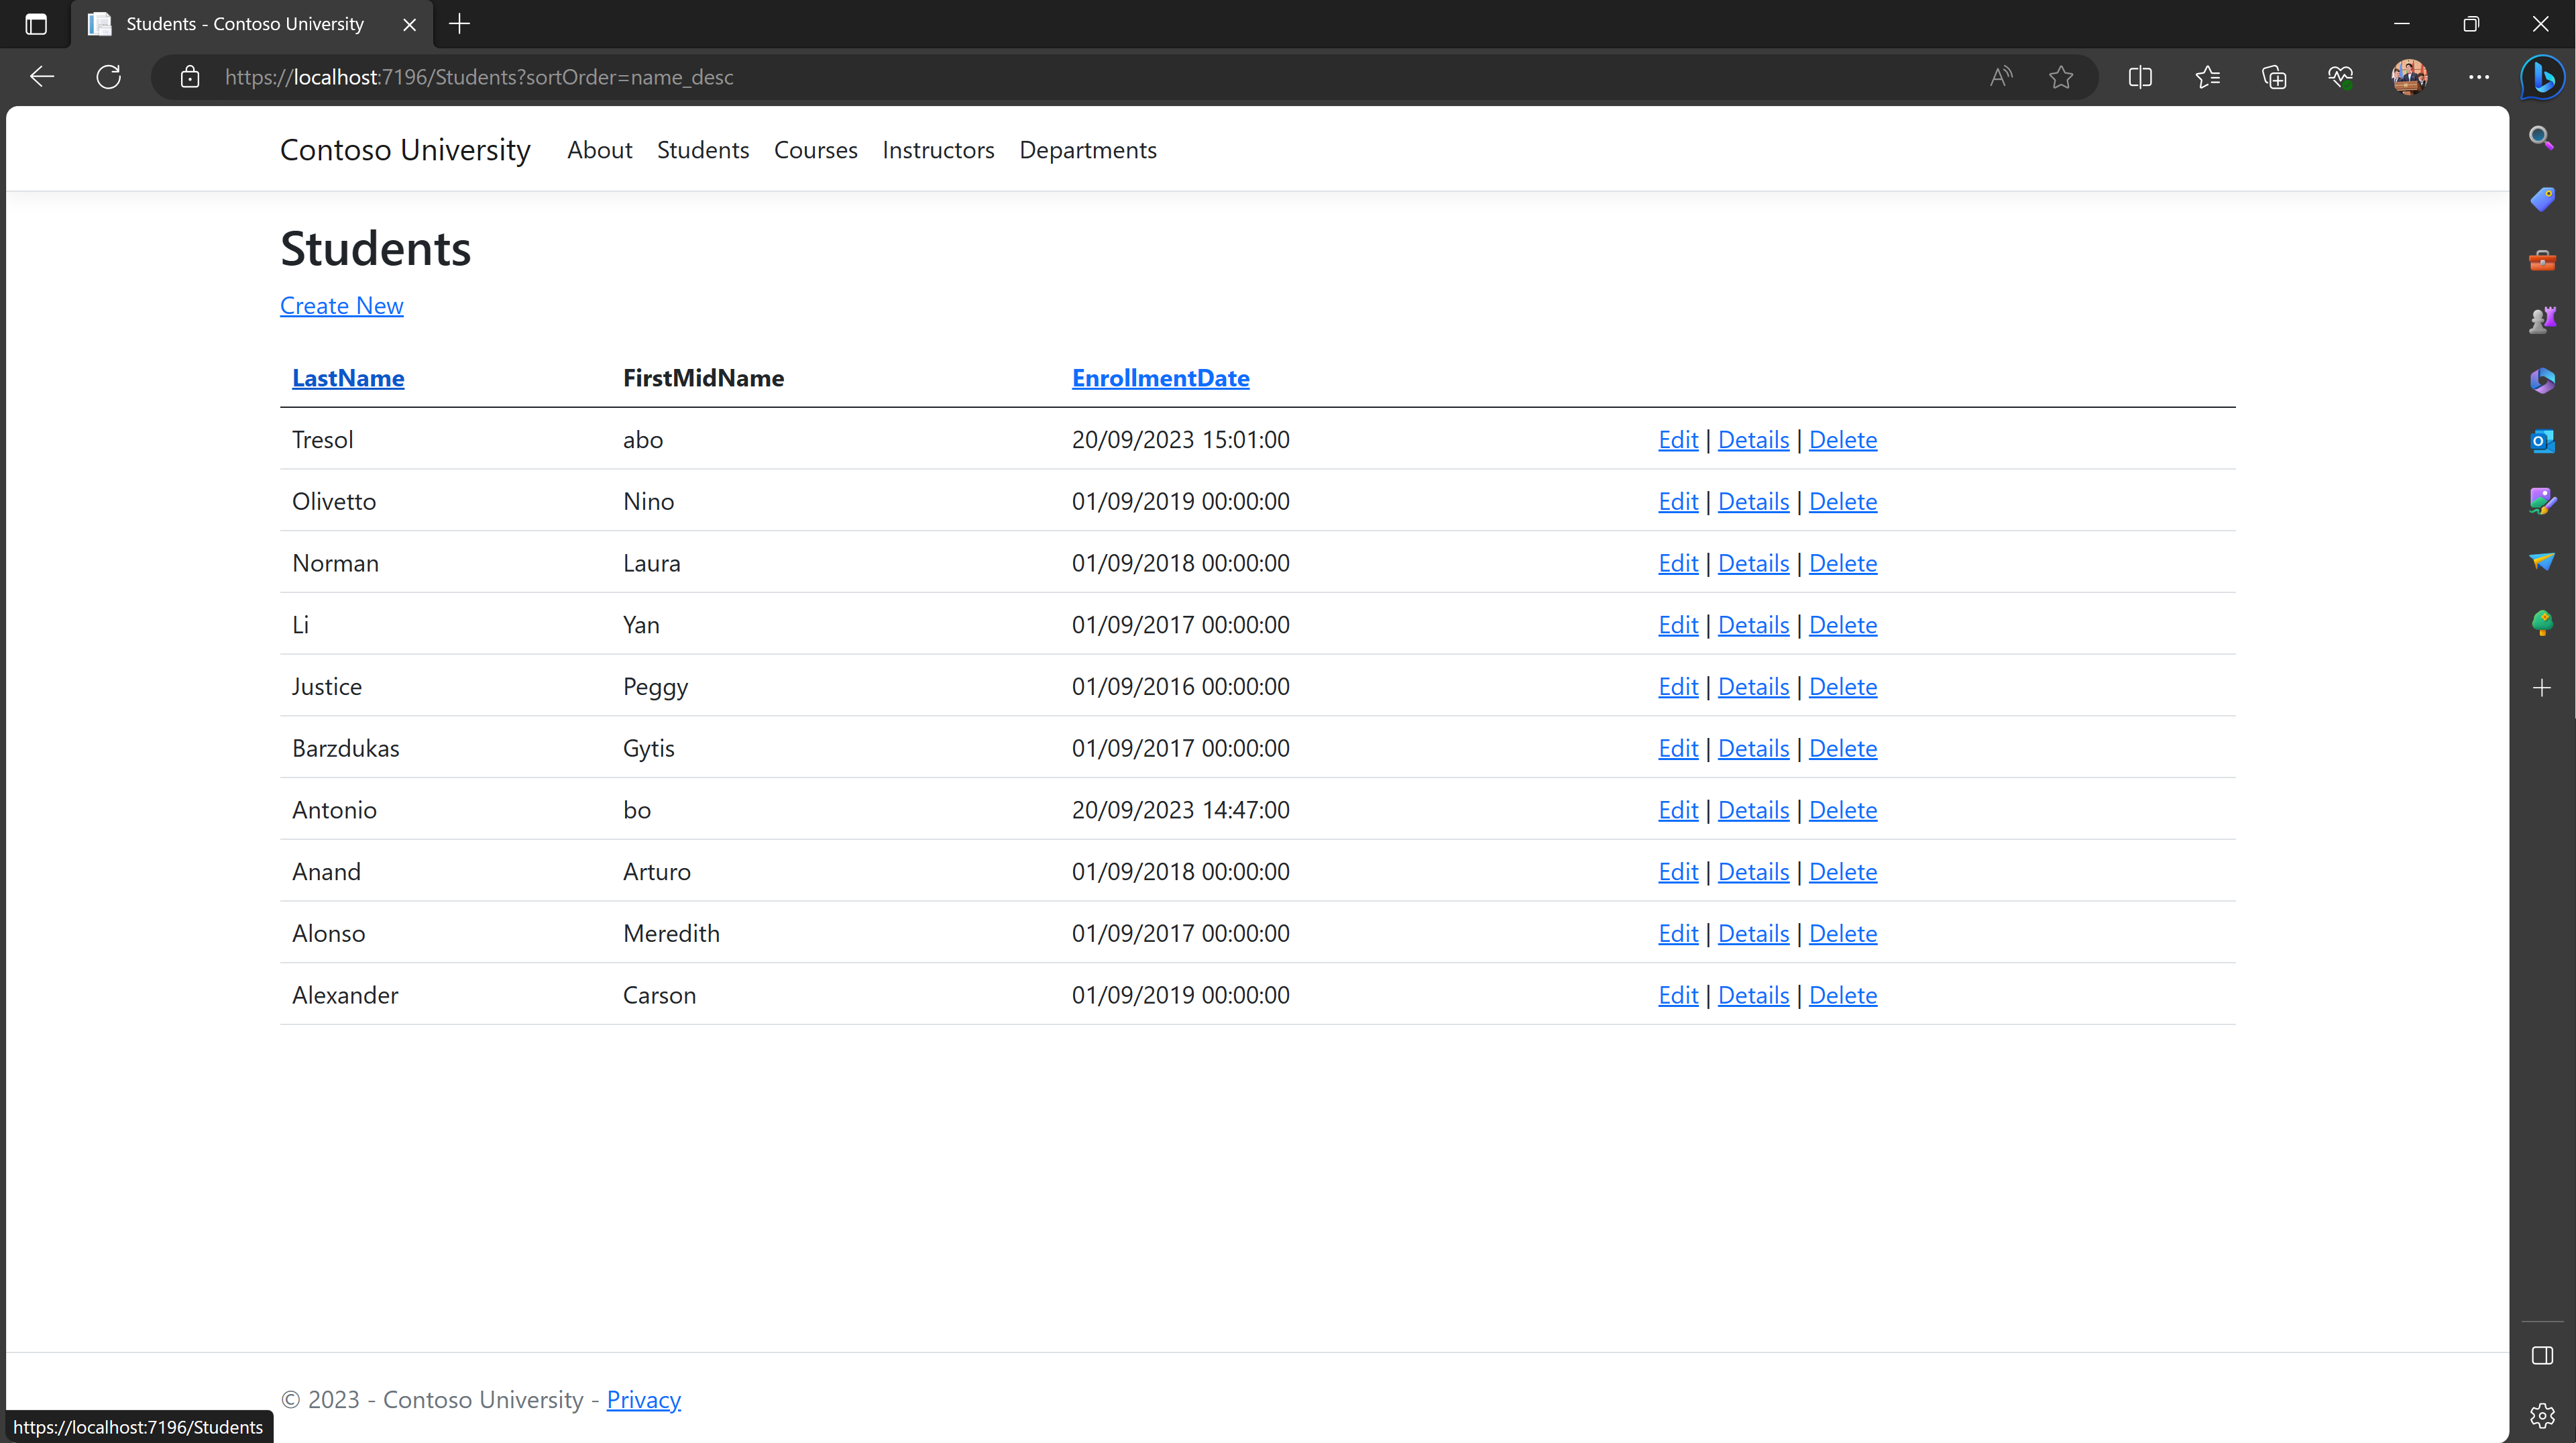 Students - Contoso University
https://localhost:7196/Students?sortOrder=name_desc
Contoso University About Students Courses Instructors Departments
Students
Create New
LastName FirstMidName EnrollmentDate
Tresol abo 20/09/2023 15:01:00 Edit | Details | Delete
Olivetto Nino 01/09/2019 00:00:00 Edit | Details | Delete
Norman Laura 01/09/2018 00:00:00 Edit | Details | Delete
Li Yan 01/09/2017 00:00:00 Edit | Details | Delete
Justice Peggy 01/09/2016 00:00:00 Edit | Details | Delete
Barzdukas Gytis 01/09/2017 00:00:00 Edit | Details | Delete
Antonio bo 20/09/2023 14:47:00 Edit | Details | Delete
Anand Arturo 01/09/2018 00:00:00 Edit | Details | Delete
Alonso Meredith 01/09/2017 00:00:00 Edit | Details | Delete
Alexander Carson 01/09/2019 00:00:00 Edit | Details | Delete
© 2023 - Contoso University - Privacy
https://localhost:7196/Students